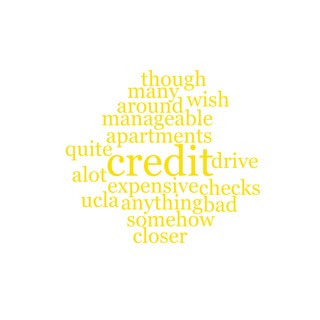 though
many
around wish
manageable
apartments
quite credit drive
alot expensive checks
ucla anything bad
somehow
closer